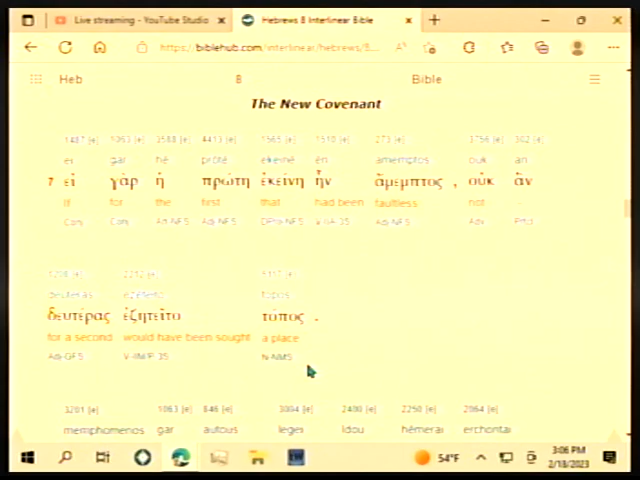 Live streaming - YouTube Studio
Hebrews 8 Interlinear Bible
https://biblehub.com/interlinear/hebrews/8...
Heb 8 Bible
The New Covenant
1487 [e] 1063 [e] 3588 [e] 4413 [e] 1565 [e] 1510 [e] 273 [e] 3756 [e] 302 [e]
ei gar hē prōtē ekeinē ēn amemptos ouk an
7 εἰ γὰρ ἡ πρώτη ἐκείνη ἦν ἄμεμπτος , οὐκ ἂν
If for the first that had been faultless not -
Conj Conj Art-NFS Adj-NFS DPro-NFS V-IIA-3S Adj-NFS Adv Prtcl
1208 [e] 2212 [e] 5117 [e]
deuteras ezēteito topos
δευτέρας ἐζητεῖτο τόπος .
for a second would have been sought a place
Adj-GFS V-IIM/P-3S N-NMS
3201 [e] 1063 [e] 846 [e] 3004 [e] 2400 [e] 2250 [e] 2064 [e]
memphomenos gar autous legei Idou hēmerai erchontai
54°F
3:06 PM
2/18/2023